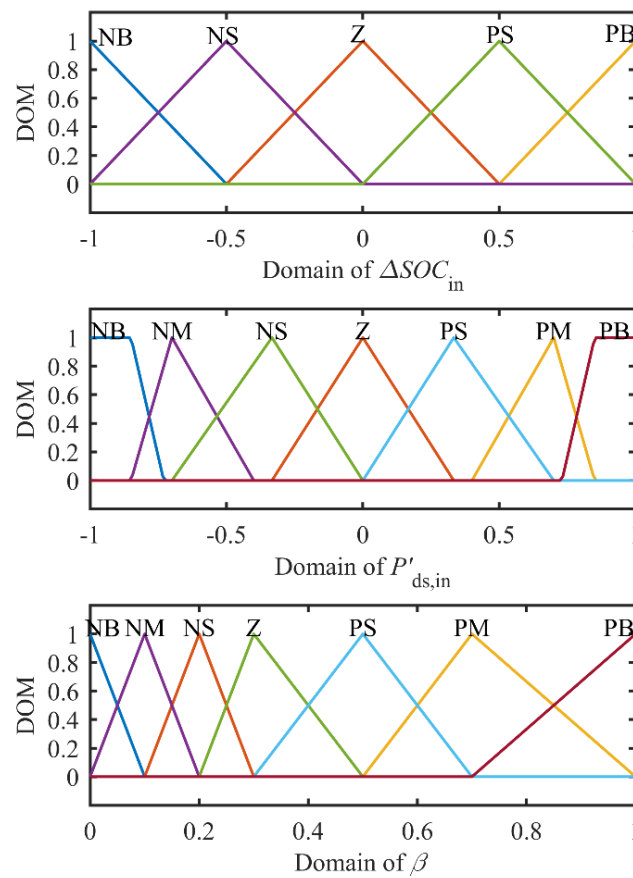 NB NS Z PS PB
1
0.8
0.6
0.4
0.2
0
DOM
-1 -0.5 0 0.5 1
Domain of ΔSOC_in
NB NM NS Z PS PM PB
1
0.8
0.6
0.4
0.2
0
DOM
-1 -0.5 0 0.5 1
Domain of P'_ds,in
NB NM NS Z PS PM PB
1
0.8
0.6
0.4
0.2
0
DOM
0 0.2 0.4 0.6 0.8 1
Domain of β